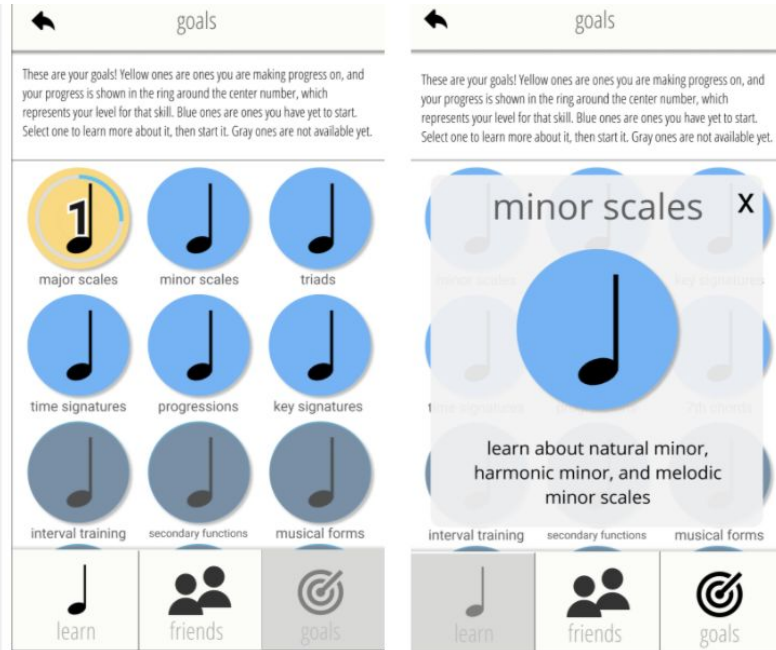 goals
These are your goals! Yellow ones are ones you are making progress on, and
your progress is shown in the ring around the center number, which
represents your level for that skill. Blue ones are ones you have yet to start.
Select one to learn more about it, then start it. Gray ones are not available yet.
1
major scales
minor scales
triads
time signatures
progressions
key signatures
interval training
secondary functions
musical forms
learn
friends
goals
goals
These are your goals! Yellow ones are ones you are making progress on, and
your progress is shown in the ring around the center number, which
represents your level for that skill. Blue ones are ones you have yet to start.
Select one to learn more about it, then start it. Gray ones are not available yet.
minor scales
X
minor scales
key signatures
time signatures
learn about natural minor,
harmonic minor, and melodic
minor scales
interval training
secondary functions
musical forms
learn
friends
goals